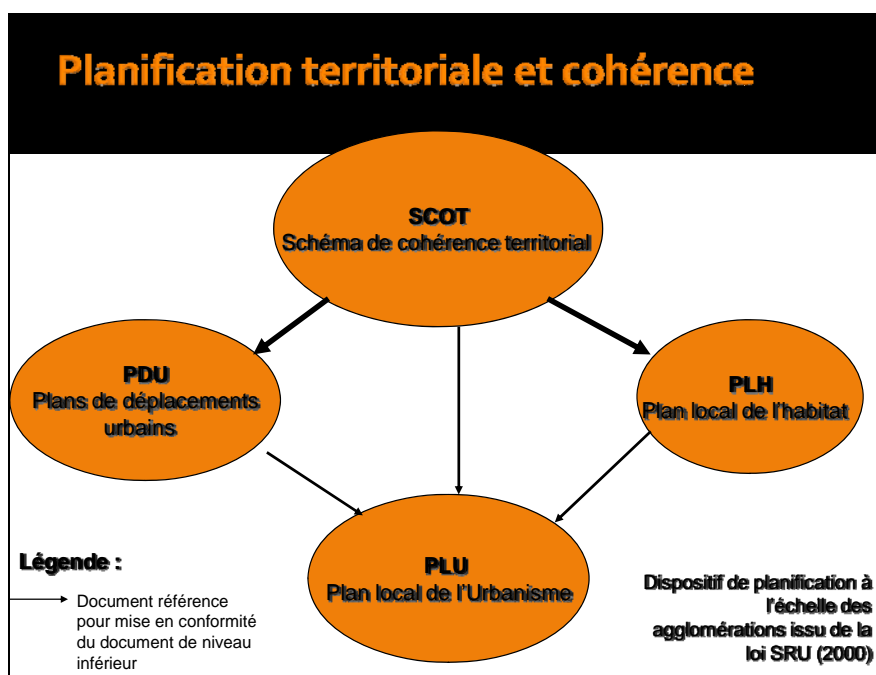 Planification territoriale et cohérence
SCOT
Schéma de cohérence territorial
PDU
Plans de déplacements
urbains
PLH
Plan local de l'habitat
PLU
Plan local de l'Urbanisme
Légende :
Document référence
pour mise en conformité
du document de niveau
inférieur
Dispositif de planification à
l'échelle des
agglomérations issu de la
loi SRU (2000)